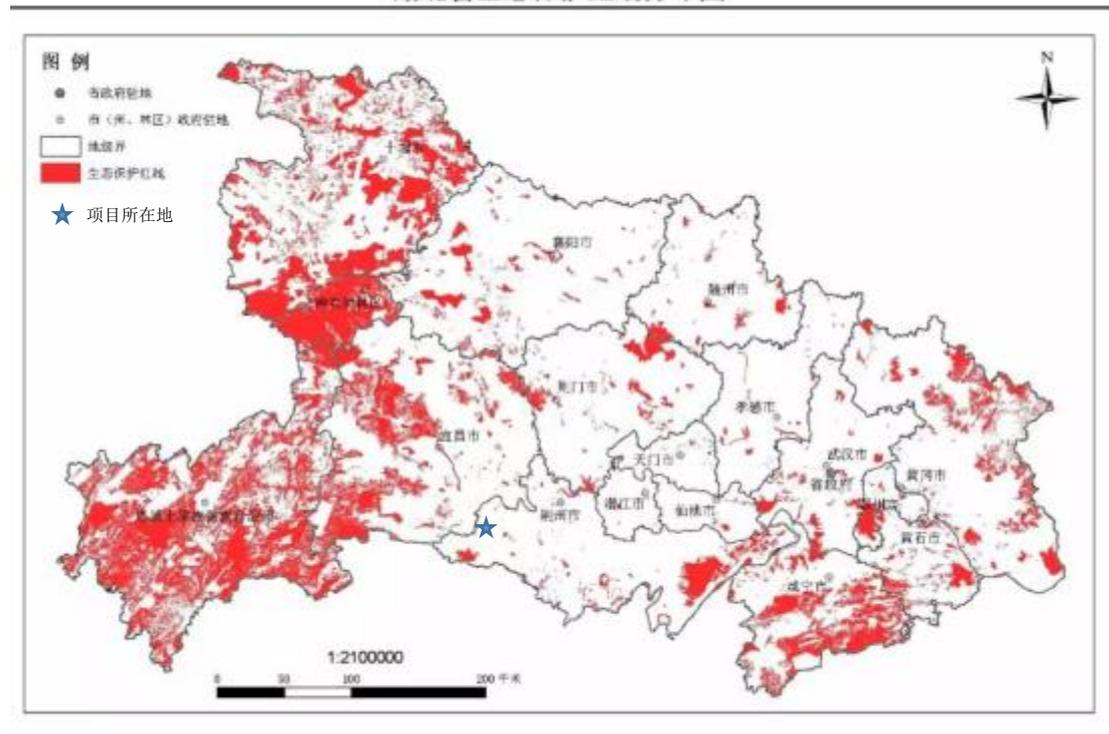 图 例
省政府驻地
市（州、林区）政府驻地
地级界
生态保护红线
项目所在地
N
十堰市
襄阳市
随州市
神农架林区
荆门市
孝感市
宜昌市
天门市
武汉市
省政府
黄冈市
潜江市
仙桃市
荆州市
鄂州市
黄石市
恩施土家族苗族自治州
咸宁市
1:2100000
0 50 100 200 千米